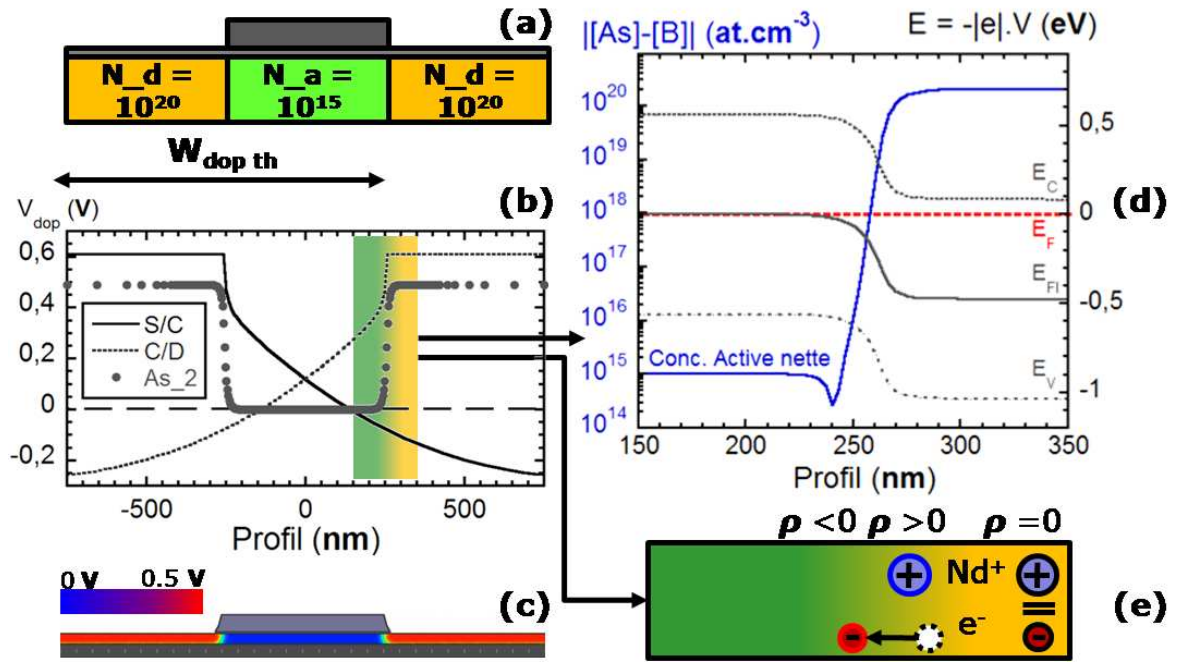 (a)
N_d = 10²⁰
N_a = 10¹⁵
N_d = 10²⁰
W_dop th
(b)
V_dop (V)
0,6
0,4
0,2
0
-0,2
S/C
C/D
As_2
-500
0
500
Profil (nm)
0 V
0.5 V
(c)
|[As]-[B]| (at.cm⁻³)
E = -|e|.V (eV)
10²⁰
10¹⁹
10¹⁸
10¹⁷
10¹⁶
10¹⁵
10¹⁴
0,5
0
-0,5
-1
E_C
E_F
E_FI
E_V
(d)
Conc. Active nette
150
200
250
300
350
Profil (nm)
ρ <0 ρ >0 ρ =0
+ Nd⁺ +
=
- e⁻ -
(e)